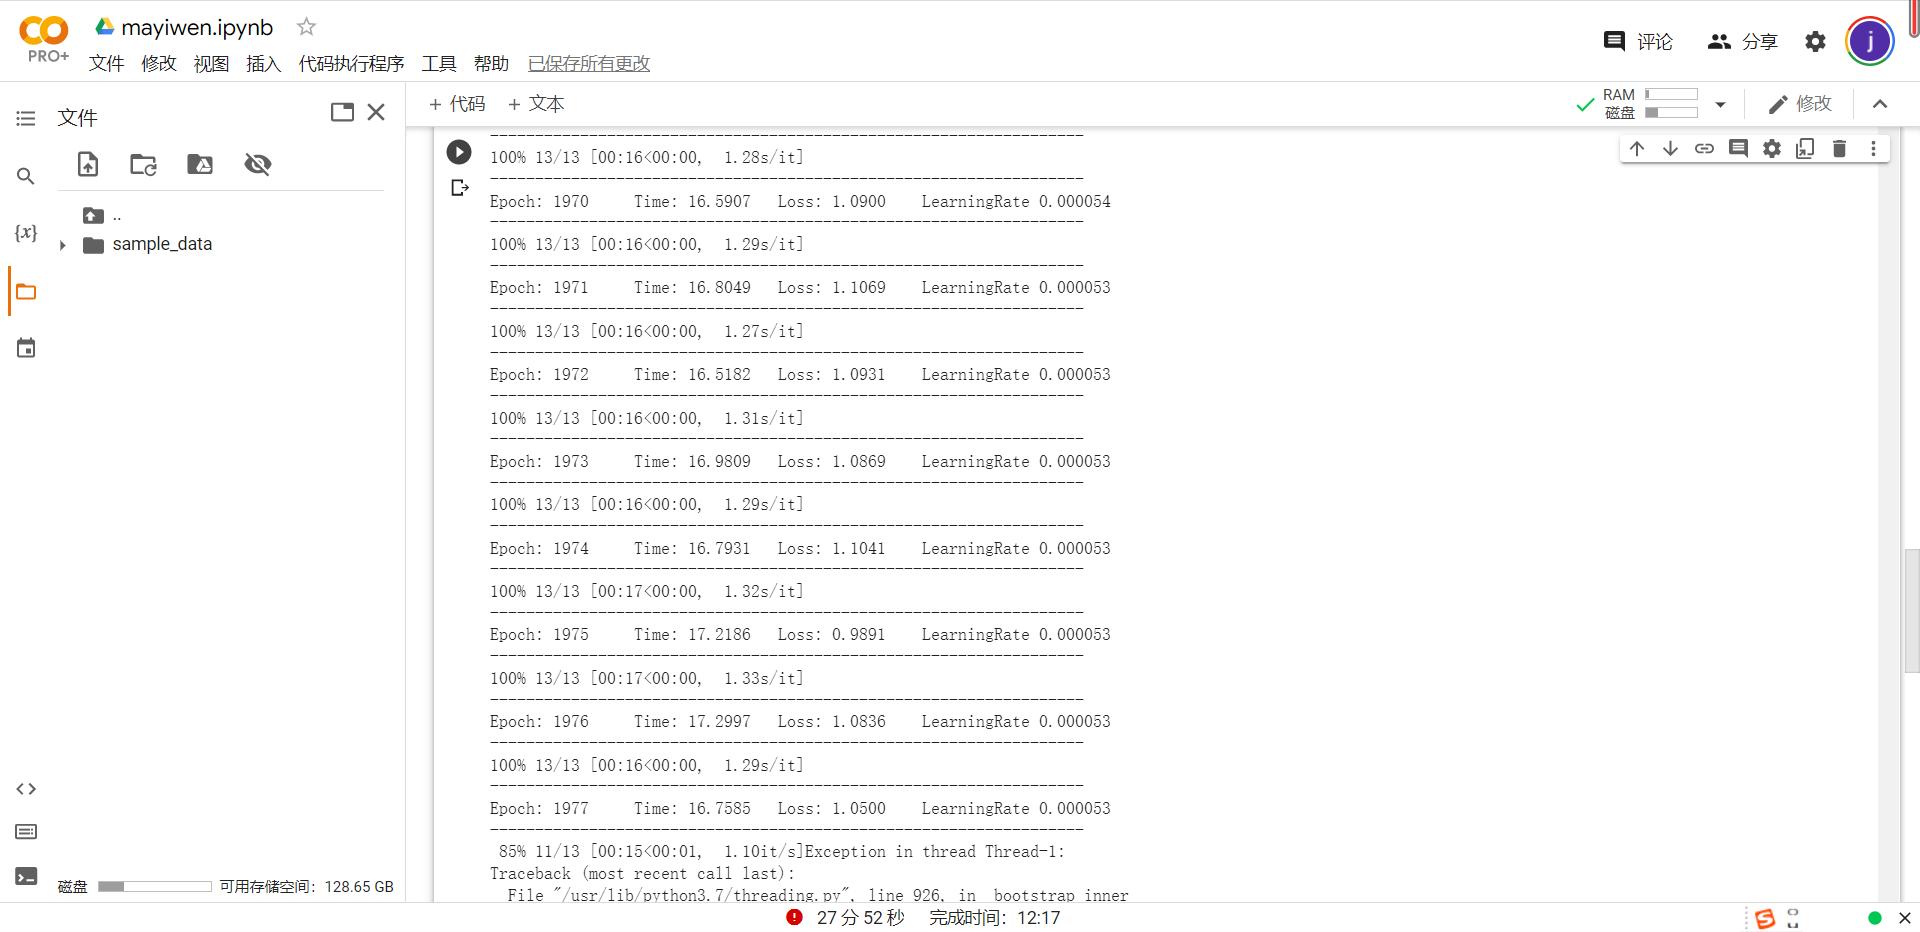 mayiwen.ipynb
PRO+
文件 修改 视图 插入 代码执行程序 工具 帮助 已保存所有更改
评论 分享 j
文件
+ 代码 + 文本
RAM
磁盘
修改
..
sample_data
{x}
------------------------------------------------------------------
100% 13/13 [00:16<00:00, 1.28s/it]
------------------------------------------------------------------
Epoch: 1970 Time: 16.5907 Loss: 1.0900 LearningRate 0.000054
------------------------------------------------------------------
100% 13/13 [00:16<00:00, 1.29s/it]
------------------------------------------------------------------
Epoch: 1971 Time: 16.8049 Loss: 1.1069 LearningRate 0.000053
------------------------------------------------------------------
100% 13/13 [00:16<00:00, 1.27s/it]
------------------------------------------------------------------
Epoch: 1972 Time: 16.5182 Loss: 1.0931 LearningRate 0.000053
------------------------------------------------------------------
100% 13/13 [00:16<00:00, 1.31s/it]
------------------------------------------------------------------
Epoch: 1973 Time: 16.9809 Loss: 1.0869 LearningRate 0.000053
------------------------------------------------------------------
100% 13/13 [00:16<00:00, 1.29s/it]
------------------------------------------------------------------
Epoch: 1974 Time: 16.7931 Loss: 1.1041 LearningRate 0.000053
------------------------------------------------------------------
100% 13/13 [00:17<00:00, 1.32s/it]
------------------------------------------------------------------
Epoch: 1975 Time: 17.2186 Loss: 0.9891 LearningRate 0.000053
------------------------------------------------------------------
100% 13/13 [00:17<00:00, 1.33s/it]
------------------------------------------------------------------
Epoch: 1976 Time: 17.2997 Loss: 1.0836 LearningRate 0.000053
------------------------------------------------------------------
100% 13/13 [00:16<00:00, 1.29s/it]
------------------------------------------------------------------
Epoch: 1977 Time: 16.7585 Loss: 1.0500 LearningRate 0.000053
------------------------------------------------------------------
85% 11/13 [00:15<00:01, 1.10it/s]Exception in thread Thread-1:
Traceback (most recent call last):
File "/usr/lib/python3.7/threading.py", line 926, in _bootstrap_inner
磁盘 可用存储空间：128.65 GB
27 分 52 秒 完成时间：12:17